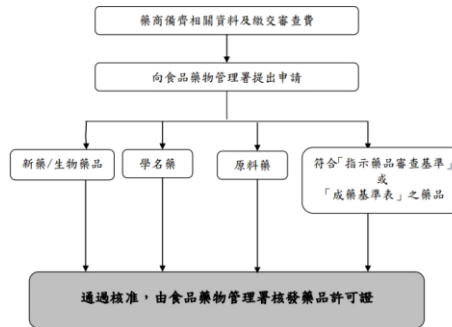 藥商備齊相關資料及繳交審查費
向食品藥物管理署提出申請
新藥/生物藥品
學名藥
原料藥
符合「指示藥品審查基準」
或
「成藥基準表」之藥品
通過核准，由食品藥物管理署核發藥品許可證